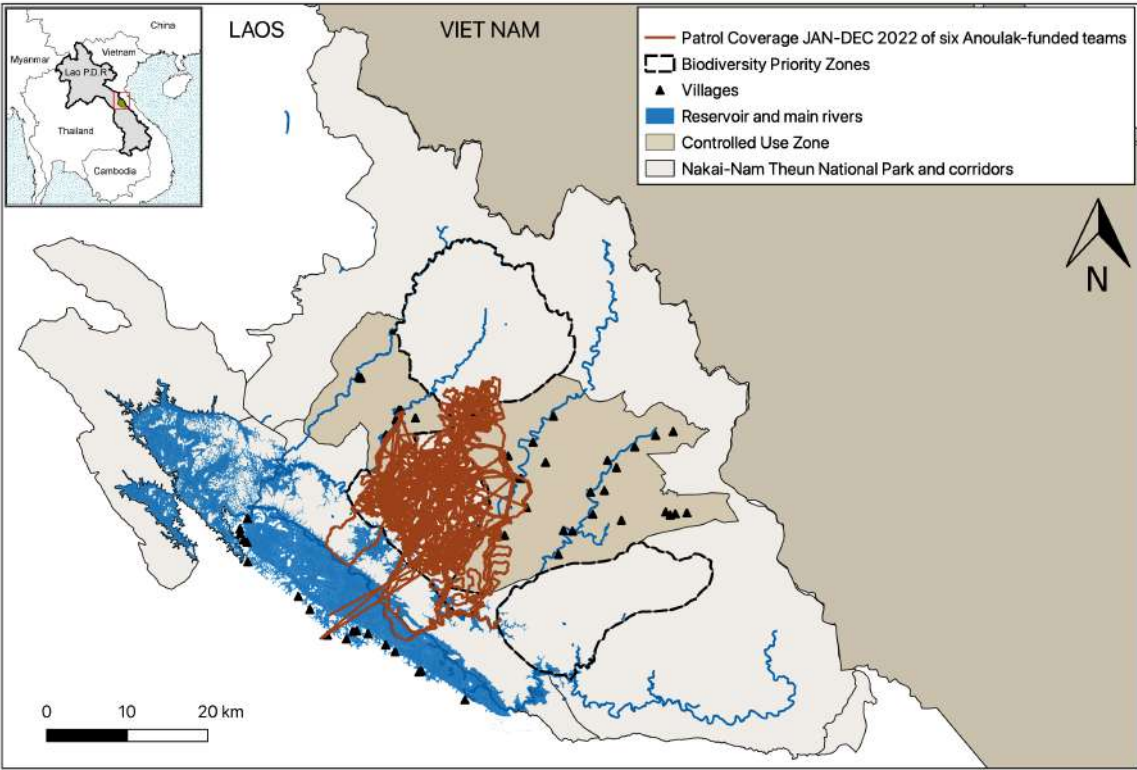 China
Vietnam
Myanmar
Lao P.D.R
Thailand
Cambodia
LAOS
VIET NAM
Patrol Coverage JAN-DEC 2022 of six Anoulak-funded teams
Biodiversity Priority Zones
Villages
Reservoir and main rivers
Controlled Use Zone
Nakai-Nam Theun National Park and corridors
N
0 10 20 km